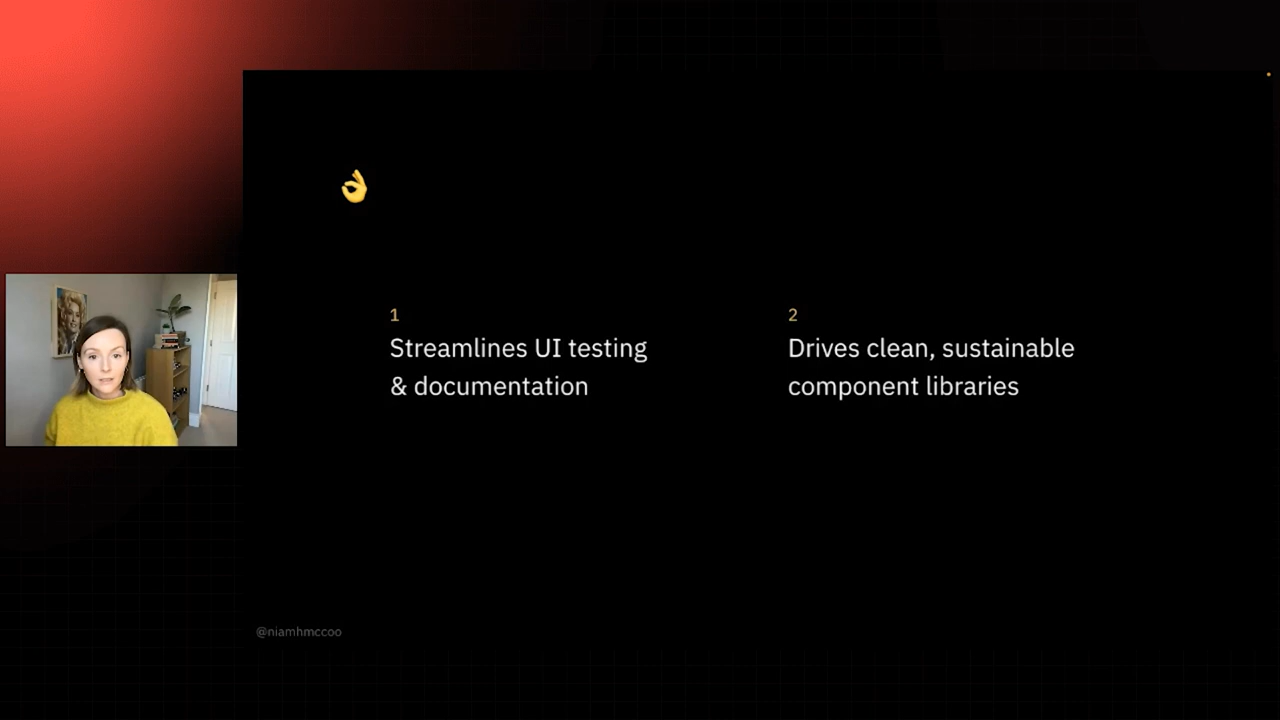 1
Streamlines UI testing
& documentation
2
Drives clean, sustainable
component libraries
@niamhmccoo